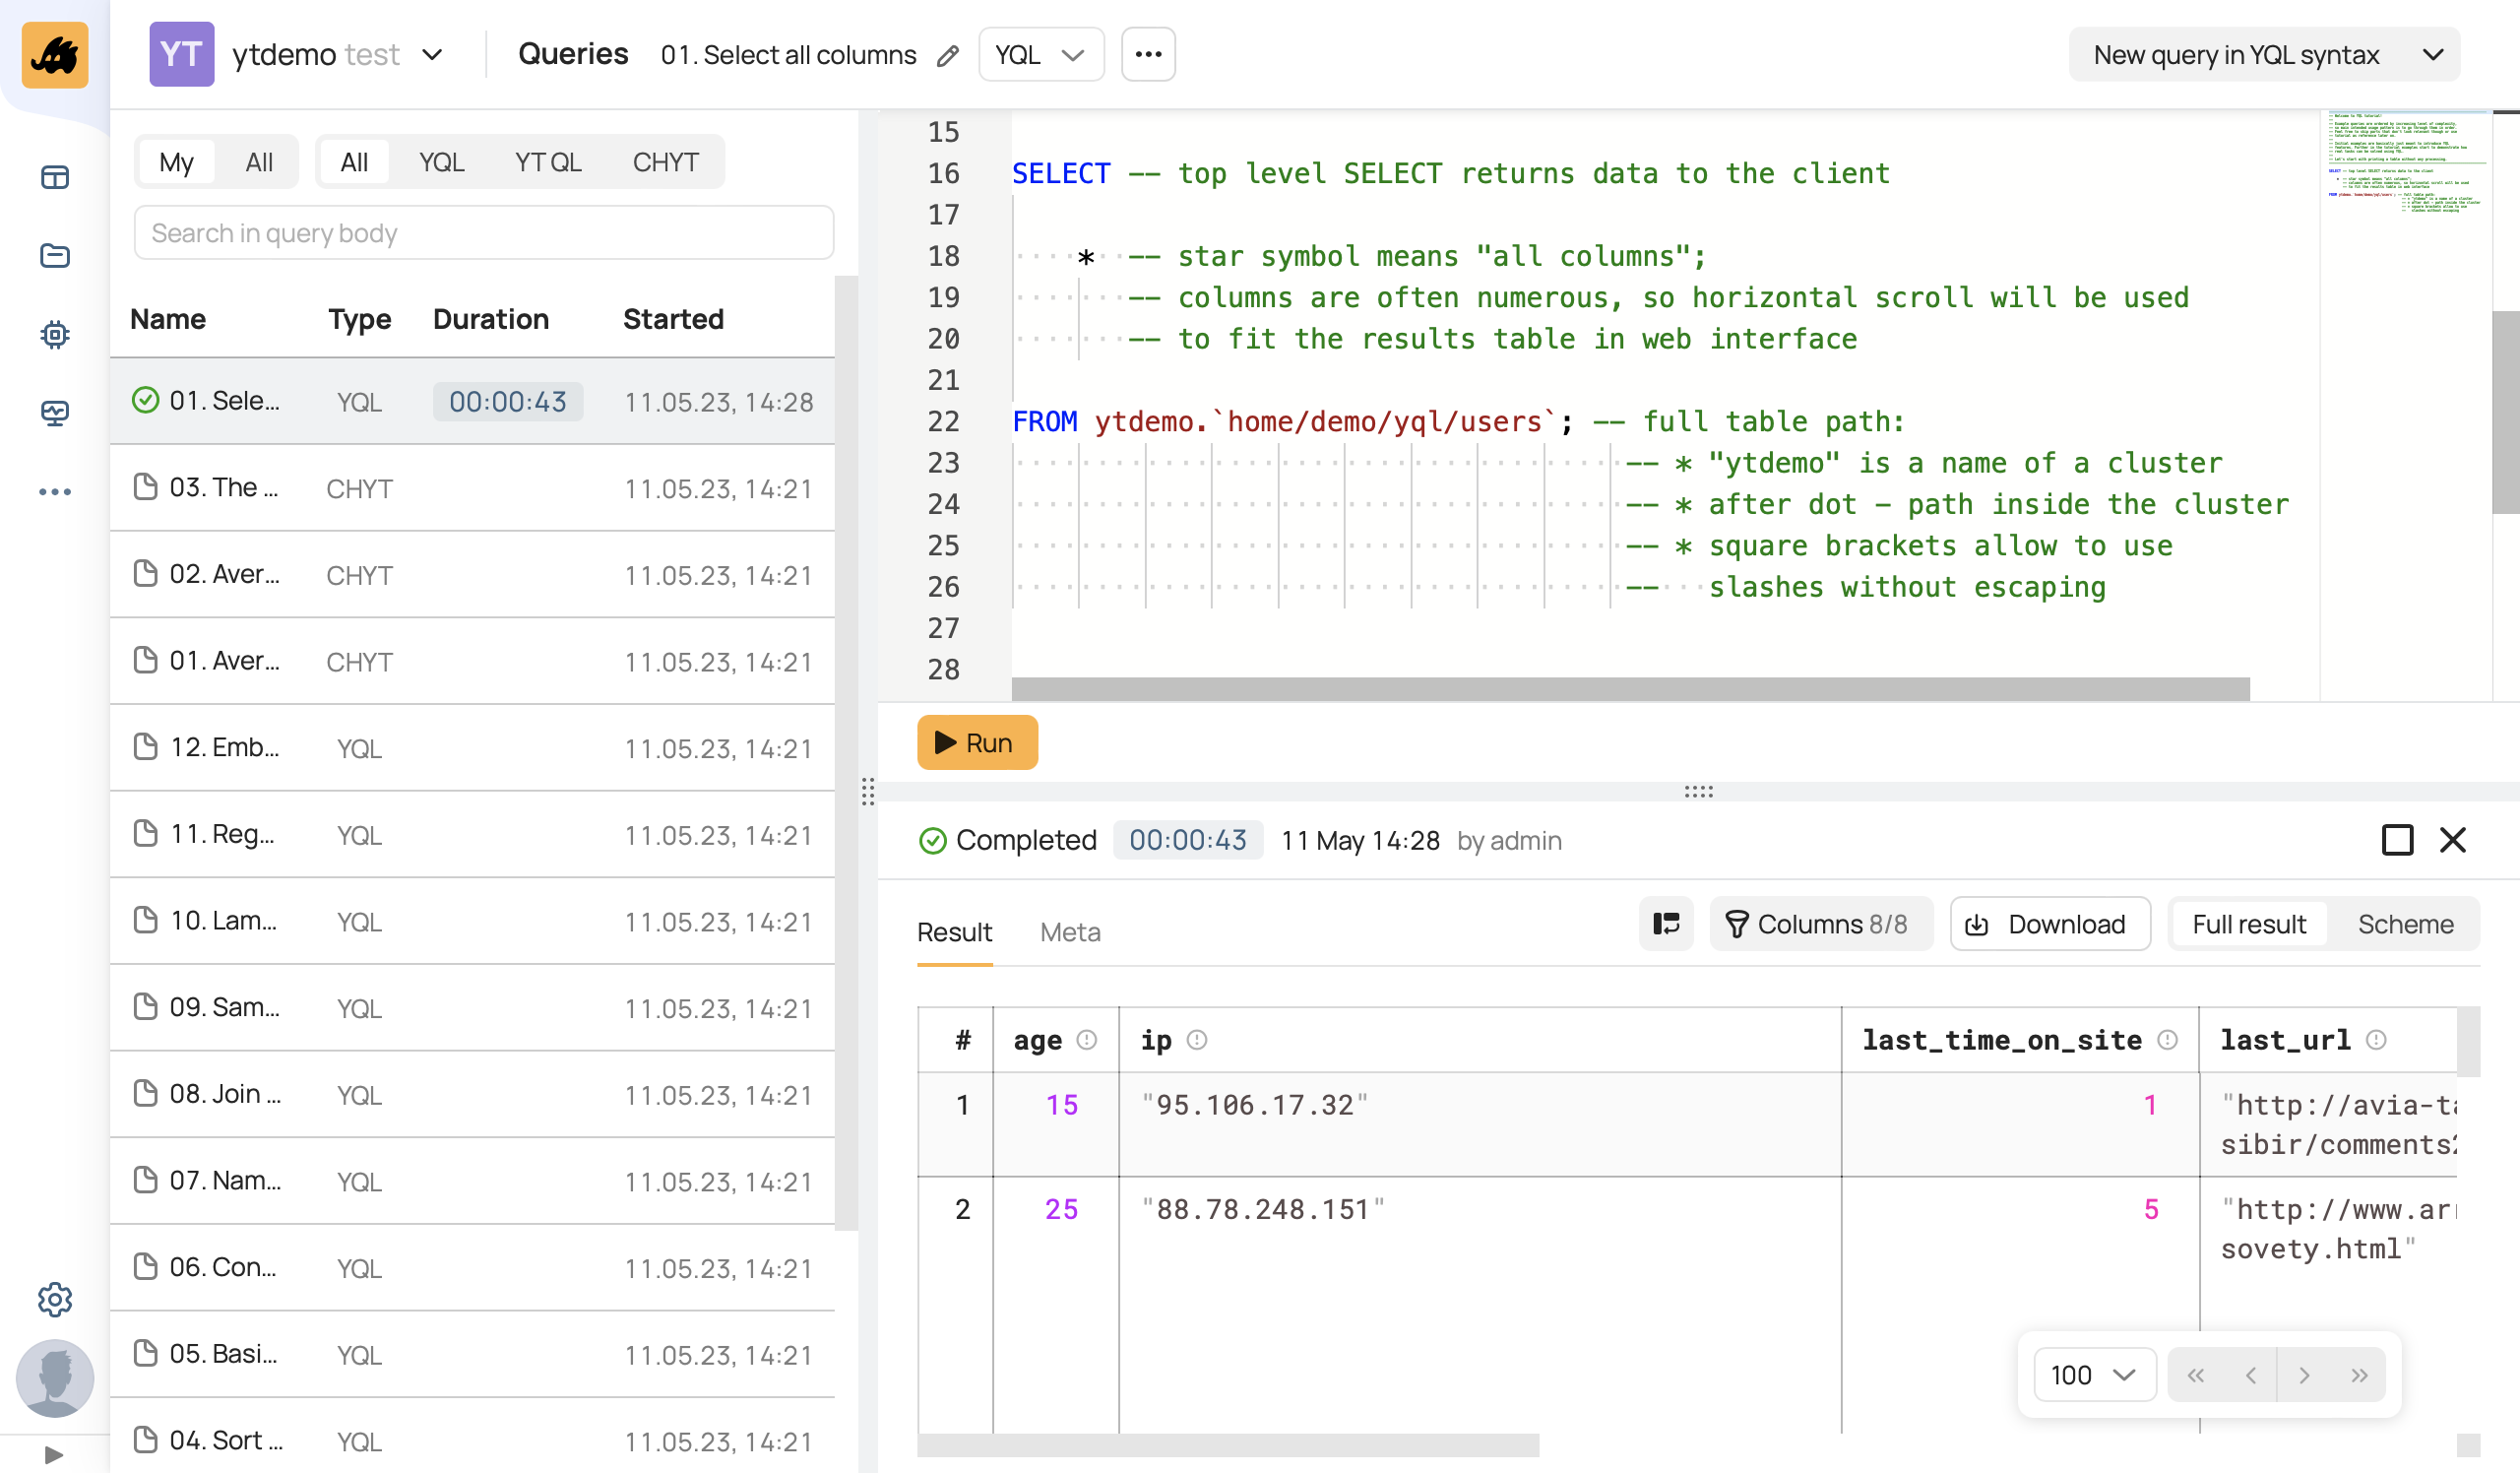 YT ytdemo test Queries 01. Select all columns YQL New query in YQL syntax
My All All YQL YT QL CHYT
Search in query body
Name Type Duration Started
01. Sele... YQL 00:00:43 11.05.23, 14:28
03. The ... CHYT 11.05.23, 14:21
02. Aver... CHYT 11.05.23, 14:21
01. Aver... CHYT 11.05.23, 14:21
12. Emb... YQL 11.05.23, 14:21
11. Reg... YQL 11.05.23, 14:21
10. Lam... YQL 11.05.23, 14:21
09. Sam... YQL 11.05.23, 14:21
08. Join ... YQL 11.05.23, 14:21
07. Nam... YQL 11.05.23, 14:21
06. Con... YQL 11.05.23, 14:21
05. Basi... YQL 11.05.23, 14:21
04. Sort ... YQL 11.05.23, 14:21
15
16 SELECT -- top level SELECT returns data to the client
17
18 * -- star symbol means "all columns";
19 -- columns are often numerous, so horizontal scroll will be used
20 -- to fit the results table in web interface
21
22 FROM ytdemo.`home/demo/yql/users`; -- full table path:
23 -- * "ytdemo" is a name of a cluster
24 -- * after dot – path inside the cluster
25 -- * square brackets allow to use
26 -- slashes without escaping
27
28
Run
Completed 00:00:43 11 May 14:28 by admin
Result Meta Columns 8/8 Download Full result Scheme
# age ip last_time_on_site last_url
1 15 "95.106.17.32" 1 "http://avia-ta
sibir/comments2
2 25 "88.78.248.151" 5 "http://www.arr
sovety.html"
100